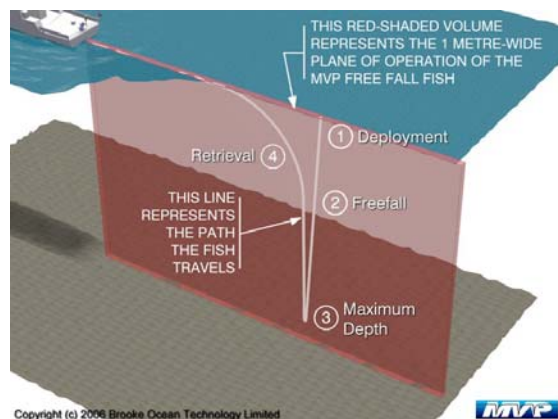 THIS RED-SHADED VOLUME
REPRESENTS THE 1 METRE-WIDE
PLANE OF OPERATION OF THE
MVP FREE FALL FISH
1 Deployment
Retrieval 4
2 Freefall
THIS LINE
REPRESENTS
THE PATH
THE FISH
TRAVELS
3 Maximum
Depth
Copyright (c) 2006 Brooke Ocean Technology Limited
MVP